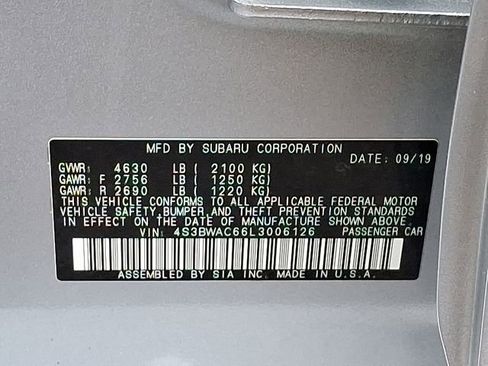 MFD BY SUBARU CORPORATION
DATE: 09/19
GVWR: 4630 LB ( 2100 KG)
GAWR: F 2756 LB ( 1250 KG)
GAWR: R 2690 LB ( 1220 KG)
THIS VEHICLE CONFORMS TO ALL APPLICABLE FEDERAL MOTOR
VEHICLE SAFETY,BUMPER,AND THEFT PREVENTION STANDARDS
IN EFFECT ON THE DATE OF MANUFACTURE SHOWN ABOVE.
VIN: 4S3BWAC66L3006126 PASSENGER CAR
ASSEMBLED BY SIA INC. MADE IN U.S.A.